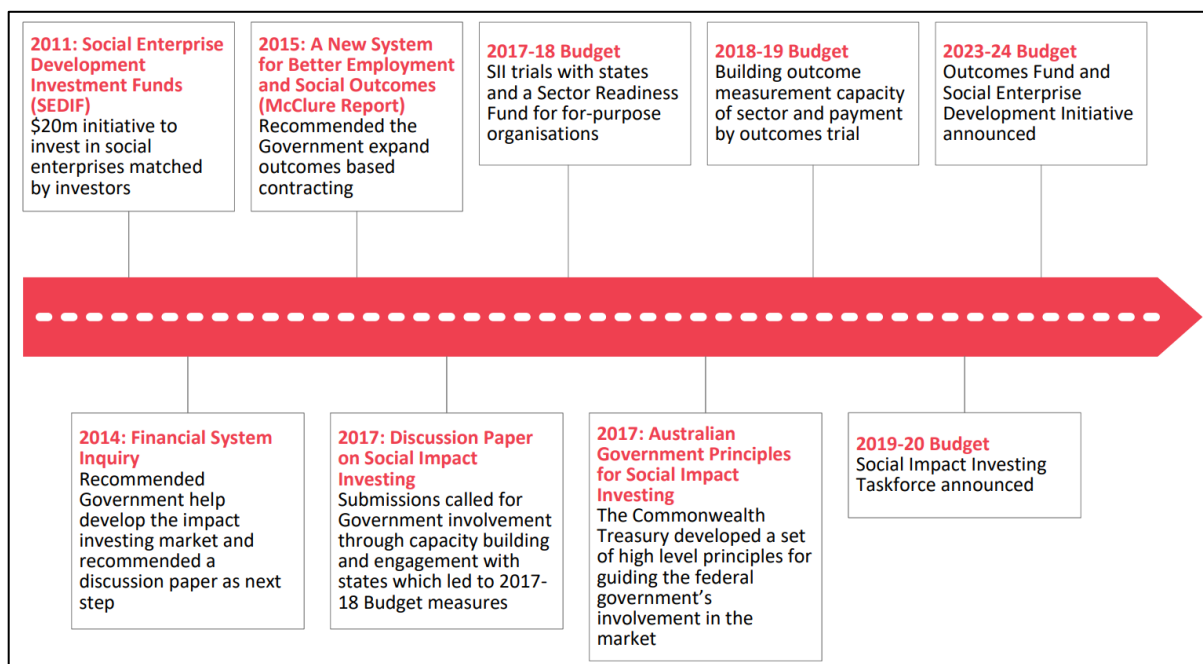 2011: Social Enterprise
Development
Investment Funds
(SEDIF)
$20m initiative to
invest in social
enterprises matched
by investors
2015: A New System
for Better Employment
and Social Outcomes
(McClure Report)
Recommended the
Government expand
outcomes based
contracting
2017-18 Budget
SII trials with states
and a Sector Readiness
Fund for for-purpose
organisations
2018-19 Budget
Building outcome
measurement capacity
of sector and payment
by outcomes trial
2023-24 Budget
Outcomes Fund and
Social Enterprise
Development Initiative
announced
2014: Financial System
Inquiry
Recommended
Government help
develop the impact
investing market and
recommended a
discussion paper as next
step
2017: Discussion Paper
on Social Impact
Investing
Submissions called for
Government involvement
through capacity building
and engagement with
states which led to 2017-
18 Budget measures
2017: Australian
Government Principles
for Social Impact
Investing
The Commonwealth
Treasury developed a set
of high level principles for
guiding the federal
government’s
involvement in the
market
2019-20 Budget
Social Impact Investing
Taskforce announced